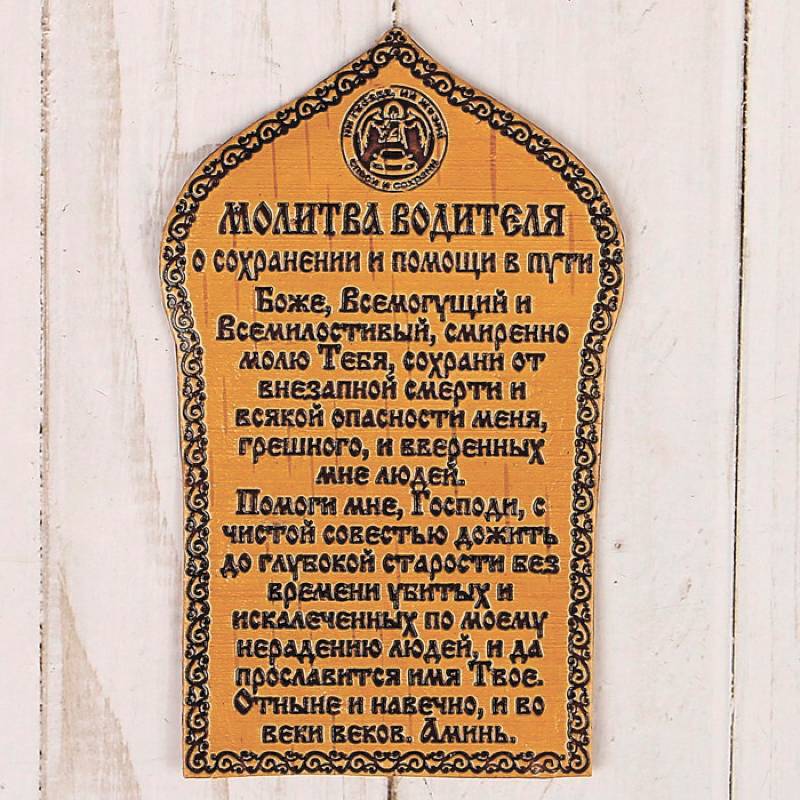 МОЛИТВА ВОДИТЕЛЯ
О СОХРАНЕНИИ И ПОМОЩИ В ПУТИ
Боже, Всемогущий и
Всемилостивый, смиренно
молю Тебя, сохрани от
внезапной смерти и
всякой опасности меня,
грешного, и вверенных
мне людей.
Помоги мне, Господи, с
чистой совестью дожить
до глубокой старости без
времени убитых и
искалеченных по моему
нерадению людей, и да
прославится имя Твое.
Отныне и навечно, и во
веки веков. Аминь.
спаси и сохрани